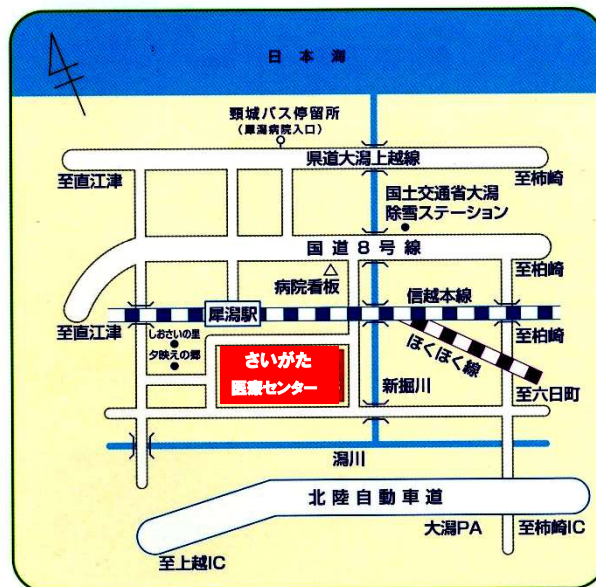 日本海
頸城バス停留所
（犀潟病院入口）
県道大潟上越線
至直江津
至柿崎
国土交通省大潟
除雪ステーション
国道8号線
病院看板
至柏崎
信越本線
犀潟駅
至直江津
至柏崎
しおさいの里
夕映えの郷
ほくほく線
さいがた
医療センター
新掘川
至六日町
潟川
北陸自動車道
大潟PA
至柿崎IC
至上越IC